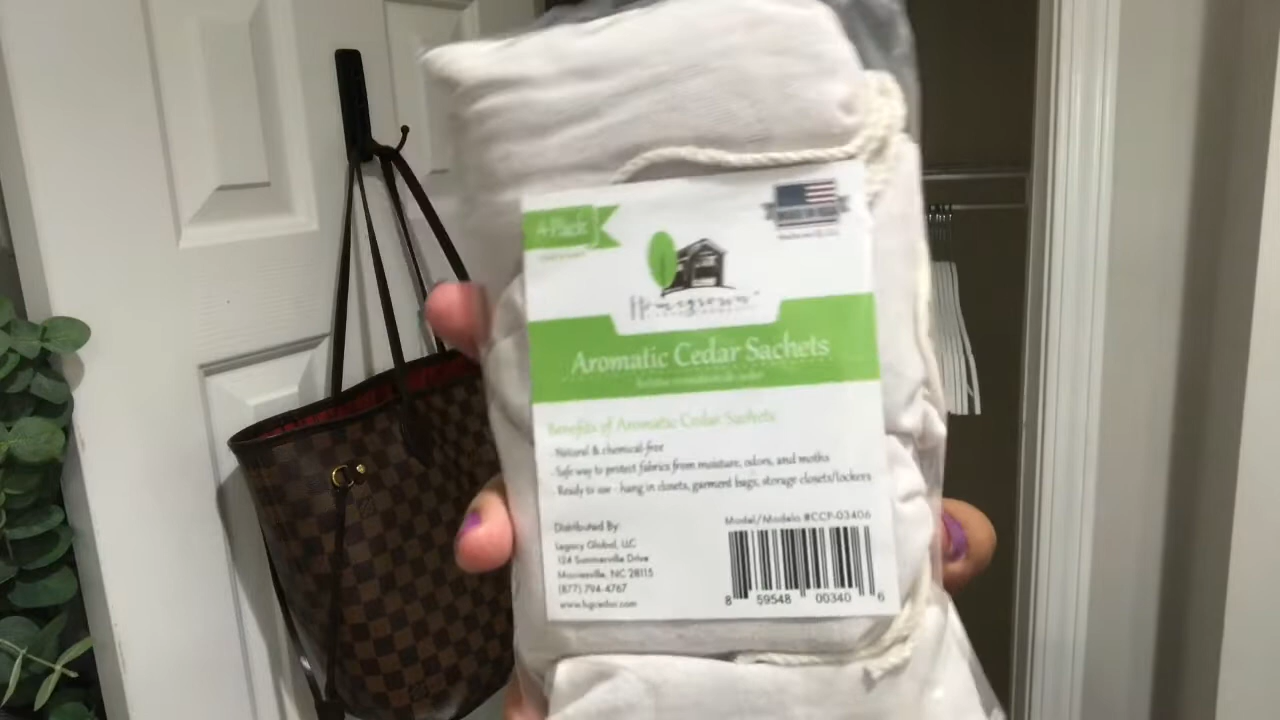 4-Pack
Homegrown
Aromatic Cedar Sachets
Benefits of Aromatic Cedar Sachets
· Natural & chemical-free
· Safe way to protect fabrics from moisture, odors, and moths
· Ready to use - hang in closets, garment bags, storage closets/lockers
Distributed By:
Legacy Global, LLC
124 Summerville Drive
Mooresville, NC 28115
(877) 794-4767
www.hgcedar.com
Model/Modelo #CCP-03406
8 59548 00340 6